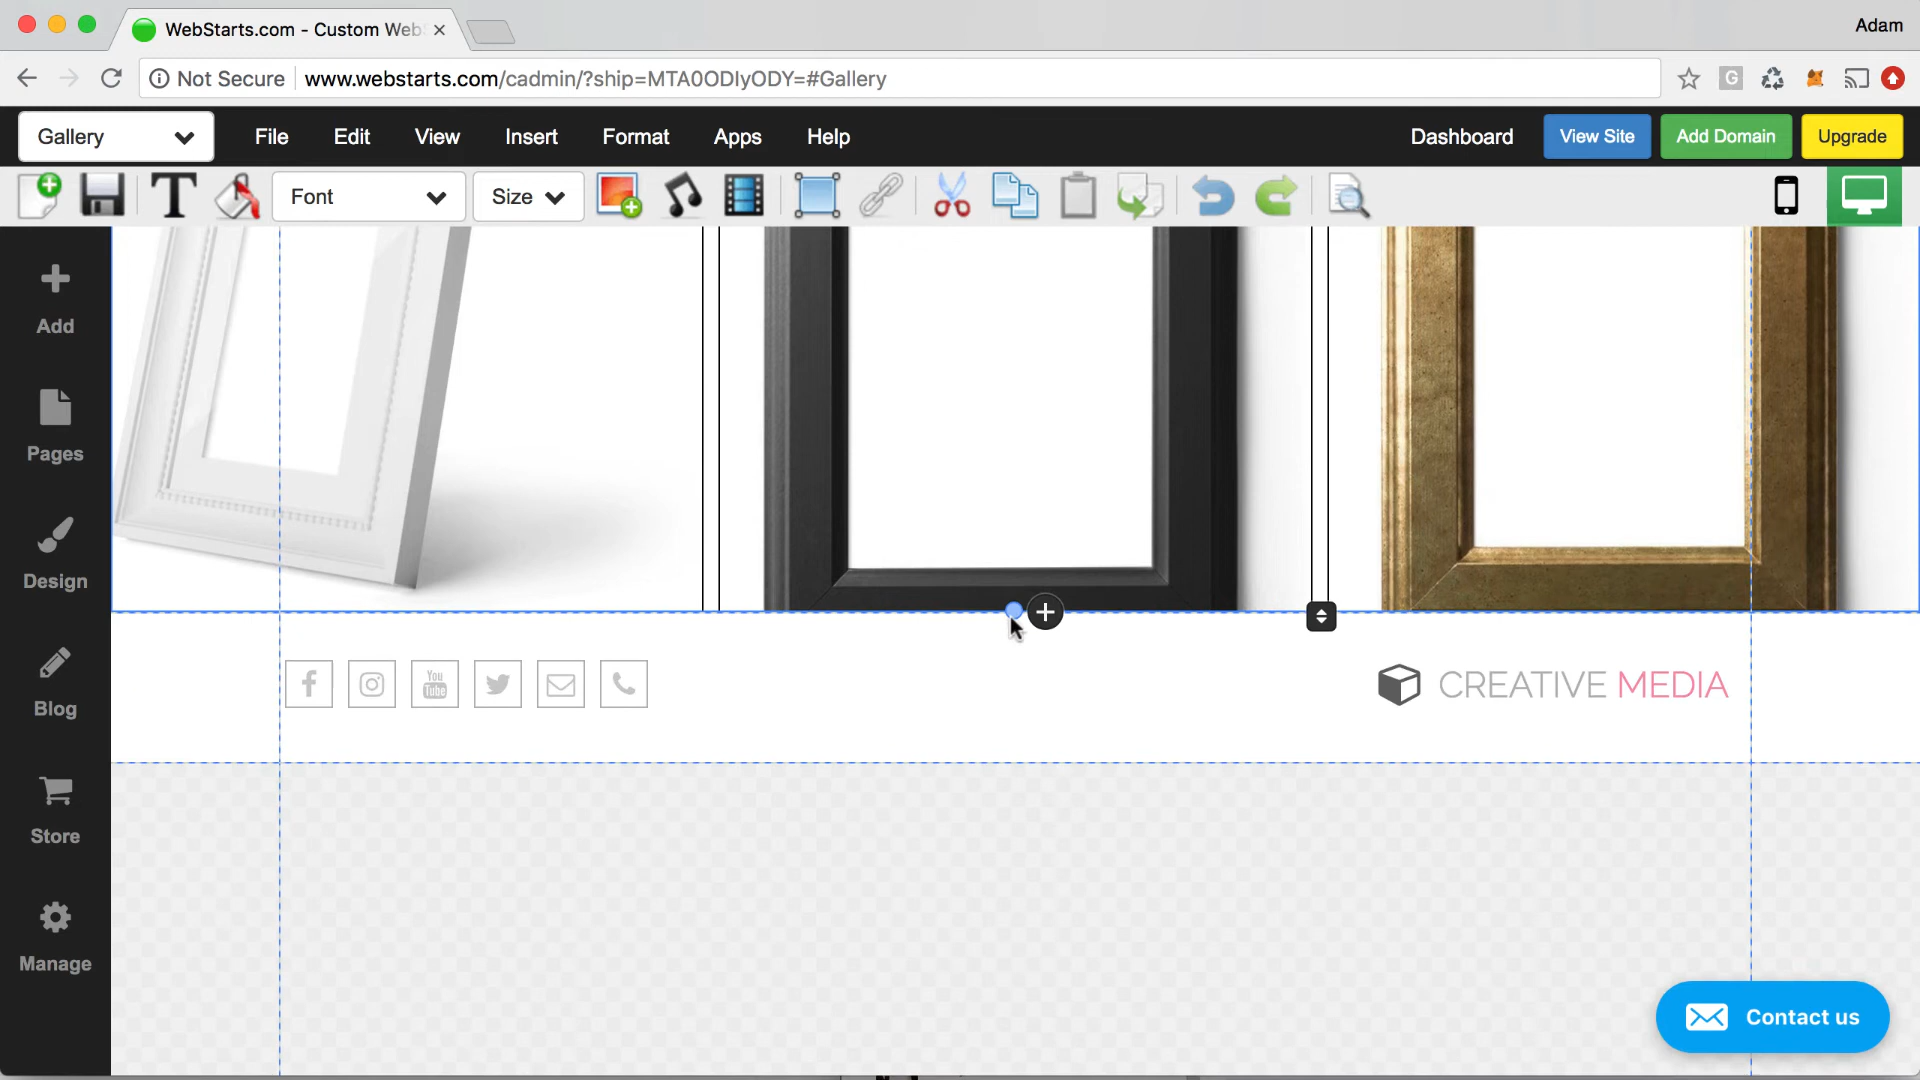 WebStarts.com - Custom Web
Adam
Not Secure
www.webstarts.com/cadmin/?ship=MTA0ODIyODY=#Gallery
G
Gallery
File
Edit
View
Insert
Format
Apps
Help
Dashboard
View Site
Add Domain
Upgrade
T
Font
Size
Add
Pages
Design
Blog
Store
Manage
You
Tube
CREATIVE MEDIA
Contact us